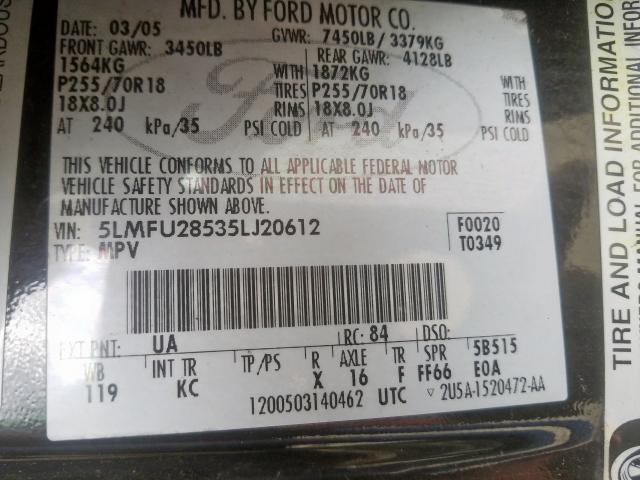 MFD. BY FORD MOTOR CO.
DATE: 03/05 GVWR: 7450LB/ 3379KG
FRONT GAWR: 3450LB REAR GAWR: 4128LB
1564KG WITH 1872KG WITH
P255/70R18 TIRES P255/70R18 TIRES
18X8.0J RIMS 18X8.0J RIMS
AT 240 kPa/35 PSI COLD AT 240 kPa/35 PSI COLD
THIS VEHICLE CONFORMS TO ALL APPLICABLE FEDERAL MOTOR
VEHICLE SAFETY STANDARDS IN EFFECT ON THE DATE OF
MANUFACTURE SHOWN ABOVE.
VIN: 5LMFU28535LJ20612 F0020
TYPE: MPV T0349
EXT PNT: UA RC: 84 DSO:
WB INT TR TP/PS R AXLE TR SPR 5B515
119 KC X 16 F FF66 E0A
1200503140462 UTC 2U5A-1520472-AA
Ford
TIRE AND LOAD INFORMATIO